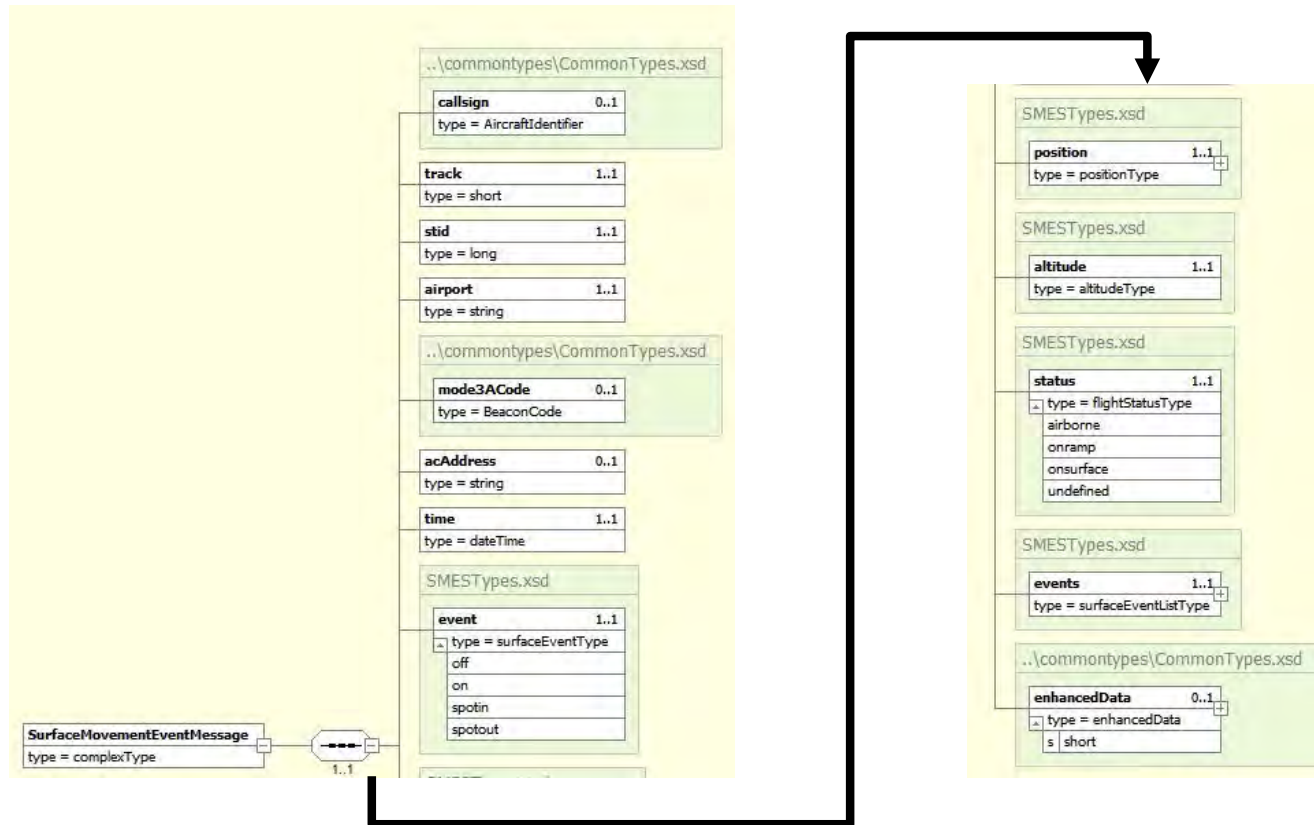 ..\commontypes\CommonTypes.xsd
callsign 0..1
type = AircraftIdentifier
track 1..1
type = short
stid 1..1
type = long
airport 1..1
type = string
..\commontypes\CommonTypes.xsd
mode3ACode 0..1
type = BeaconCode
acAddress 0..1
type = string
time 1..1
type = dateTime
SMESTypes.xsd
event 1..1
type = surfaceEventType
off
on
spotin
spotout
SurfaceMovementEventMessage
type = complexType
1..1
SMESTypes.xsd
position 1..1
type = positionType
SMESTypes.xsd
altitude 1..1
type = altitudeType
SMESTypes.xsd
status 1..1
type = flightStatusType
airborne
onramp
onsurface
undefined
SMESTypes.xsd
events 1..1
type = surfaceEventListType
..\commontypes\CommonTypes.xsd
enhancedData 0..1
type = enhancedData
s short